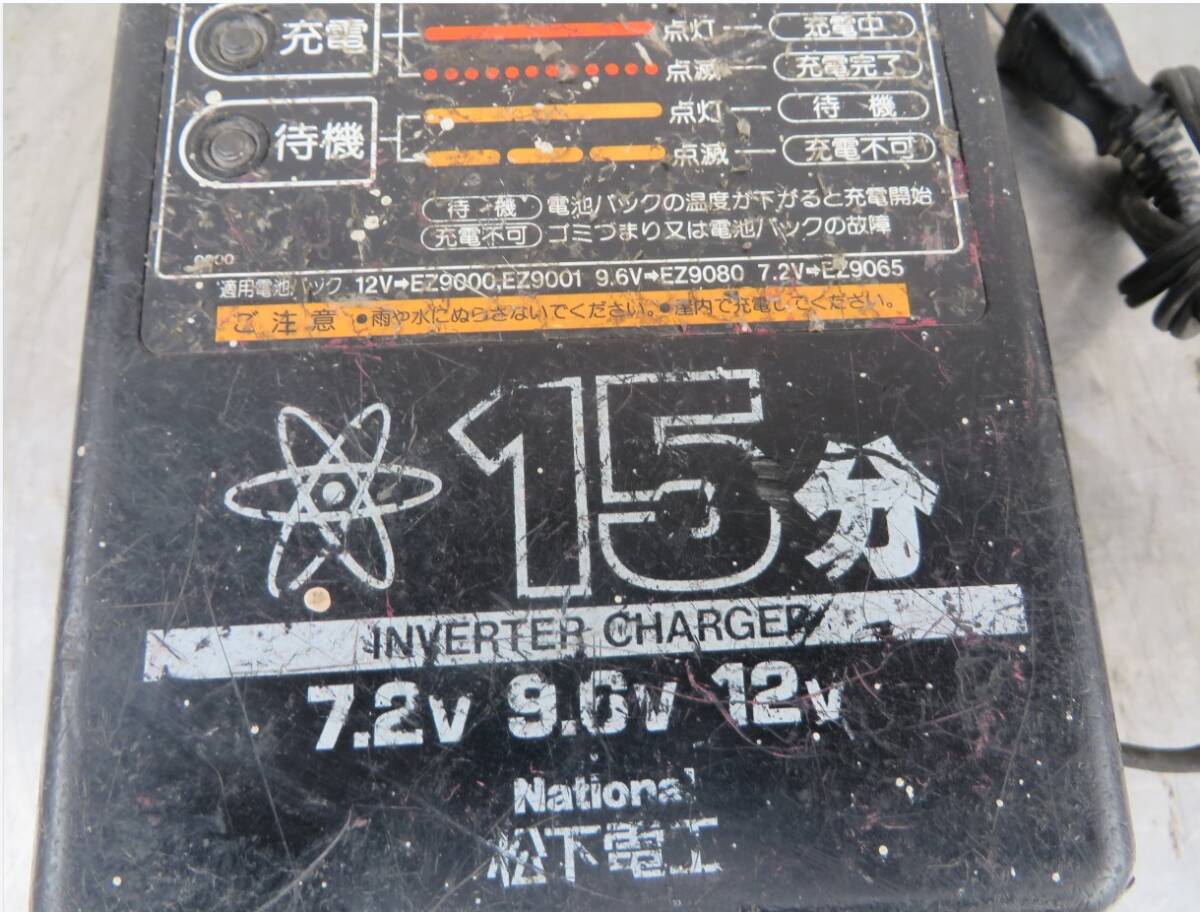 充電 点灯 充電中
点滅 充電完了
待機 点灯 待機
点滅 充電不可
待機 電池パックの温度が下がると充電開始
充電不可 ゴミづまり又は電池パックの故障
適用電池パック 12V➡EZ9000,EZ9001 9.6V➡EZ9080 7.2V➡EZ9065
ご注意 ●雨や水にぬらさないでください。●屋内で充電してください。
15分
INVERTER CHARGER
7.2V 9.6V 12V
National
松下電工